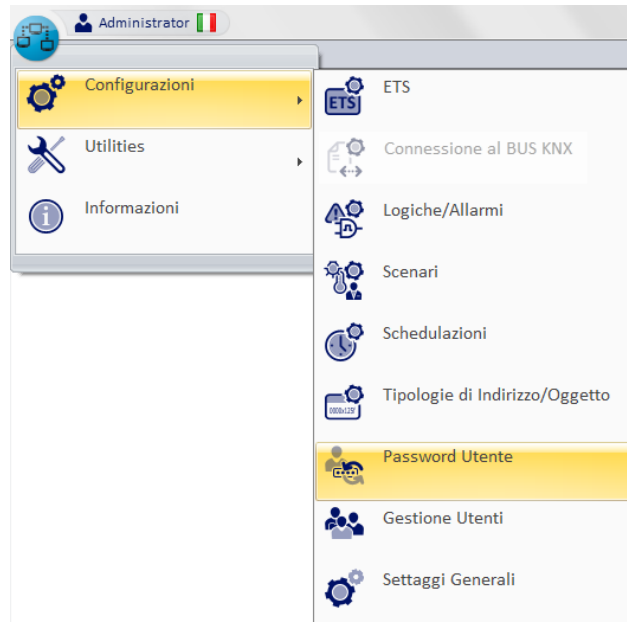 Administrator
Configurazioni
Utilities
Informazioni
ETS
ETS
Connessione al BUS KNX
Logiche/Allarmi
Scenari
Schedulazioni
Tipologie di Indirizzo/Oggetto
Password Utente
Gestione Utenti
Settaggi Generali